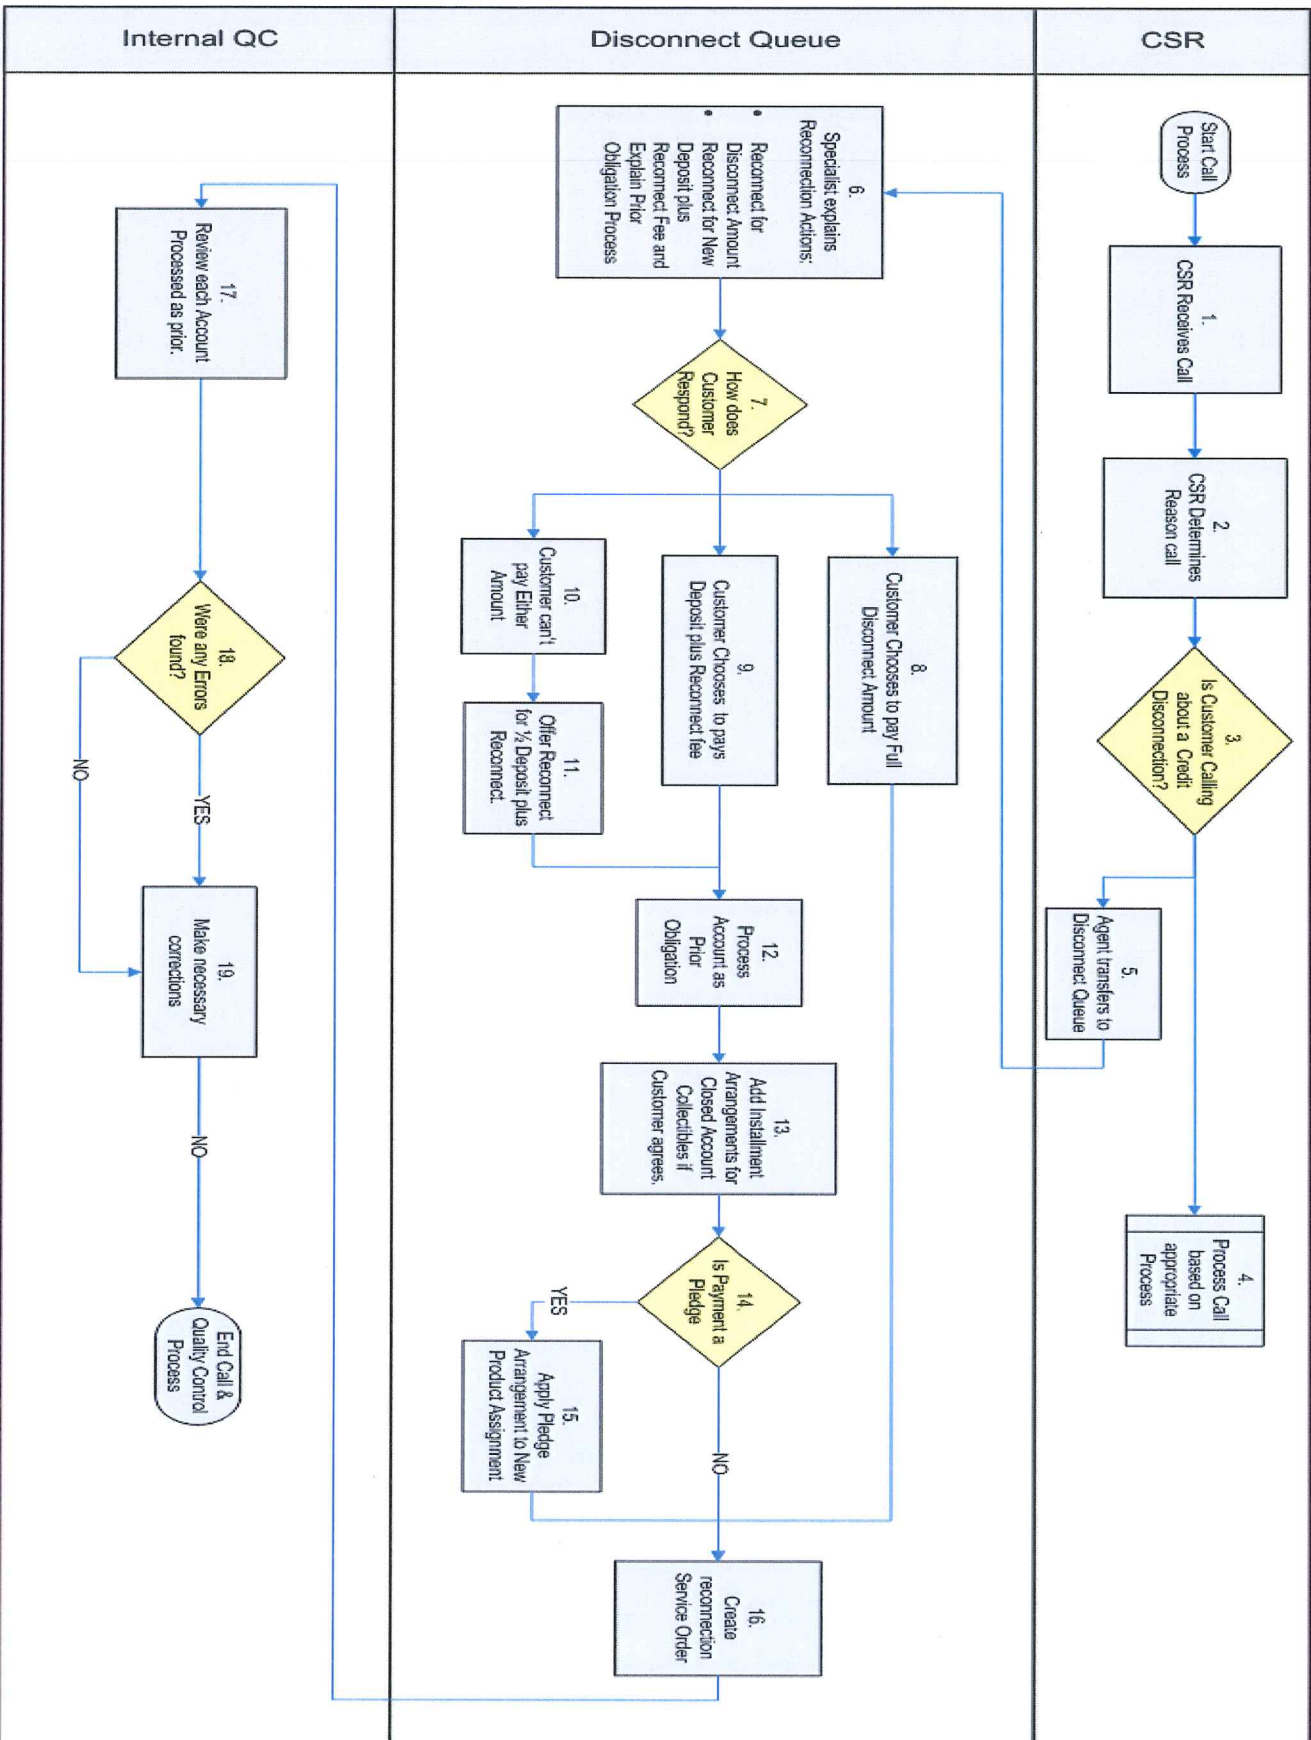 CSR
Start Call
Process
1.
CSR Receives Call
2.
CSR Determines
Reason call
3.
Is Customer Calling
about a Credit
Disconnection?
4.
Process Call
based on
appropriate
Process
5.
Agent transfers to
Disconnect Queue
Disconnect Queue
6.
Specialist explains
Reconnection Actions:
• Reconnect for
Disconnect Amount
• Reconnect for New
Deposit plus
Reconnect Fee and
Explain Prior
Obligation Process
7.
How does
Customer
Respond?
8.
Customer Chooses to pay Full
Disconnect Amount
9.
Customer Chooses to pays
Deposit plus Reconnect fee
10.
Customer can't
pay Either
Amount
11.
Offer Reconnect
for ½ Deposit plus
Reconnect.
12.
Process
Account as
Prior
Obligation
13.
Add Installment
Arrangements for
Closed Account
Collectibles if
Customer agrees.
14.
Is Payment a
Pledge
YES
NO
15.
Apply Pledge
Arrangement to New
Product Assignment
16.
Create
reconnection
Service Order
Internal QC
17.
Review each Account
Processed as prior.
18.
Were any Errors
found?
YES
NO
19.
Make necessary
corrections
NO
End Call &
Quality Control
Process